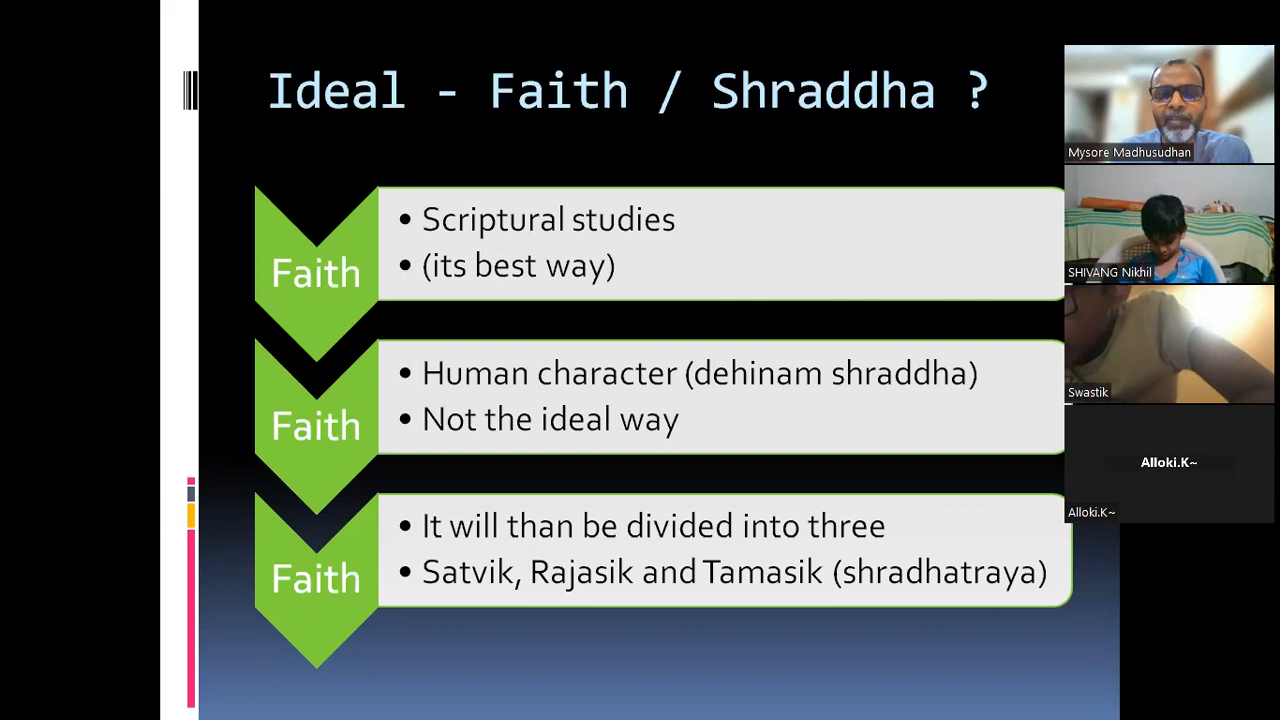 Ideal - Faith / Shraddha ?
Faith
• Scriptural studies
• (its best way)
Faith
• Human character (dehinam shraddha)
• Not the ideal way
Faith
• It will than be divided into three
• Satvik, Rajasik and Tamasik (shradhatraya)
Mysore Madhusudhan
SHIVANG Nikhil
Swastik
Alloki.K~
Alloki.K~